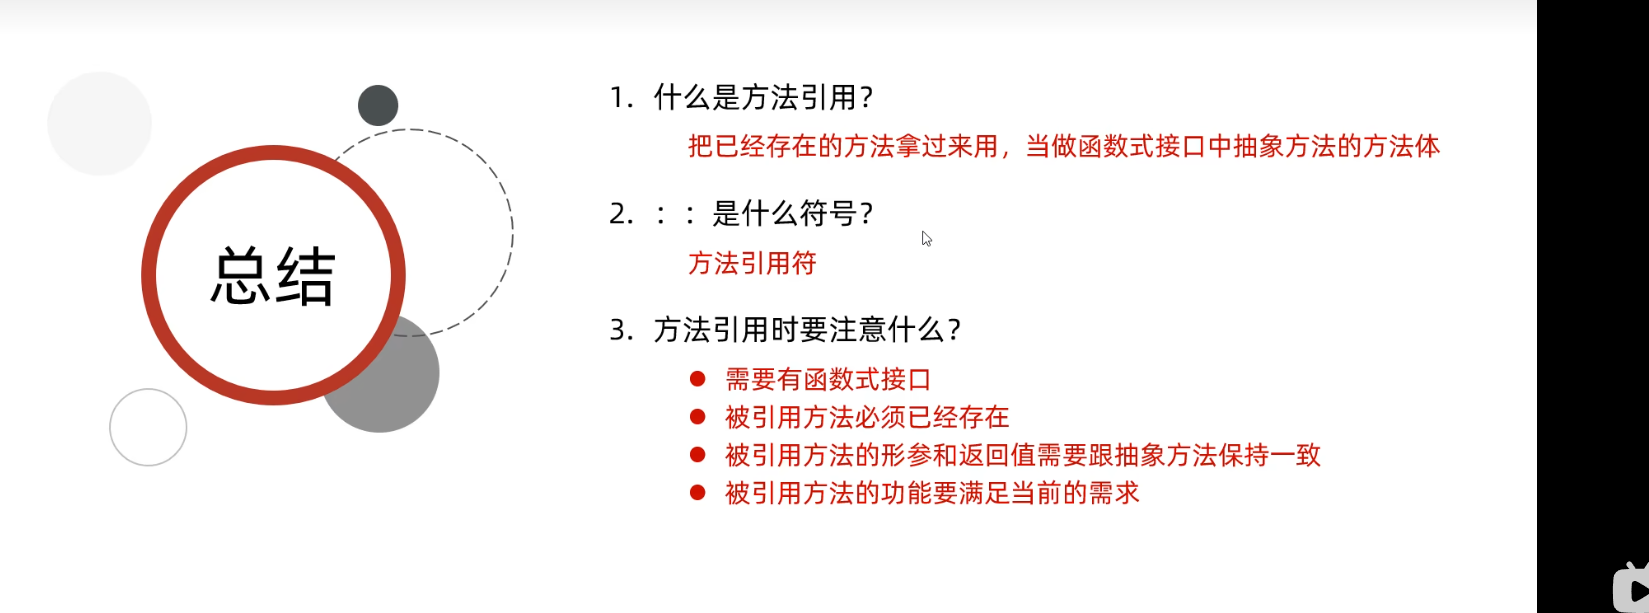 总结
1. 什么是方法引用？
把已经存在的方法拿过来用，当做函数式接口中抽象方法的方法体
2. ：：是什么符号？
方法引用符
3. 方法引用时要注意什么？
● 需要有函数式接口
● 被引用方法必须已经存在
● 被引用方法的形参和返回值需要跟抽象方法保持一致
● 被引用方法的功能要满足当前的需求